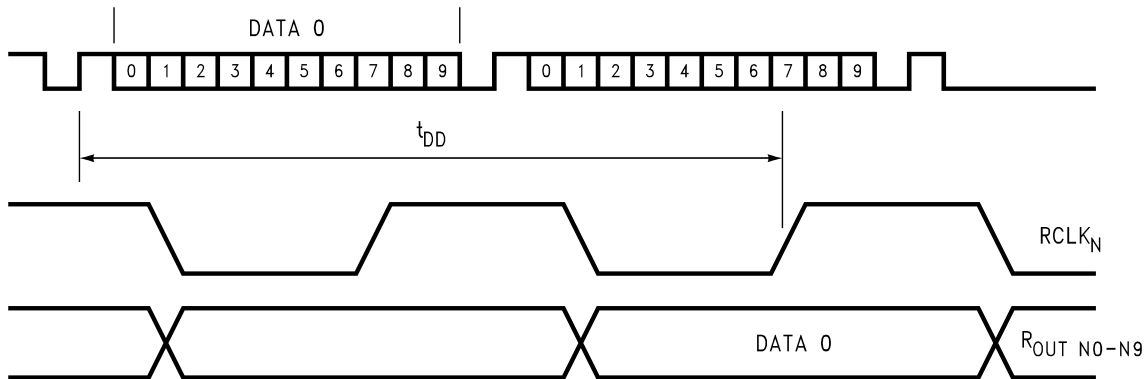 DATA 0
0 1 2 3 4 5 6 7 8 9 0 1 2 3 4 5 6 7 8 9
tDD
RCLKN
DATA 0
ROUT N0-N9